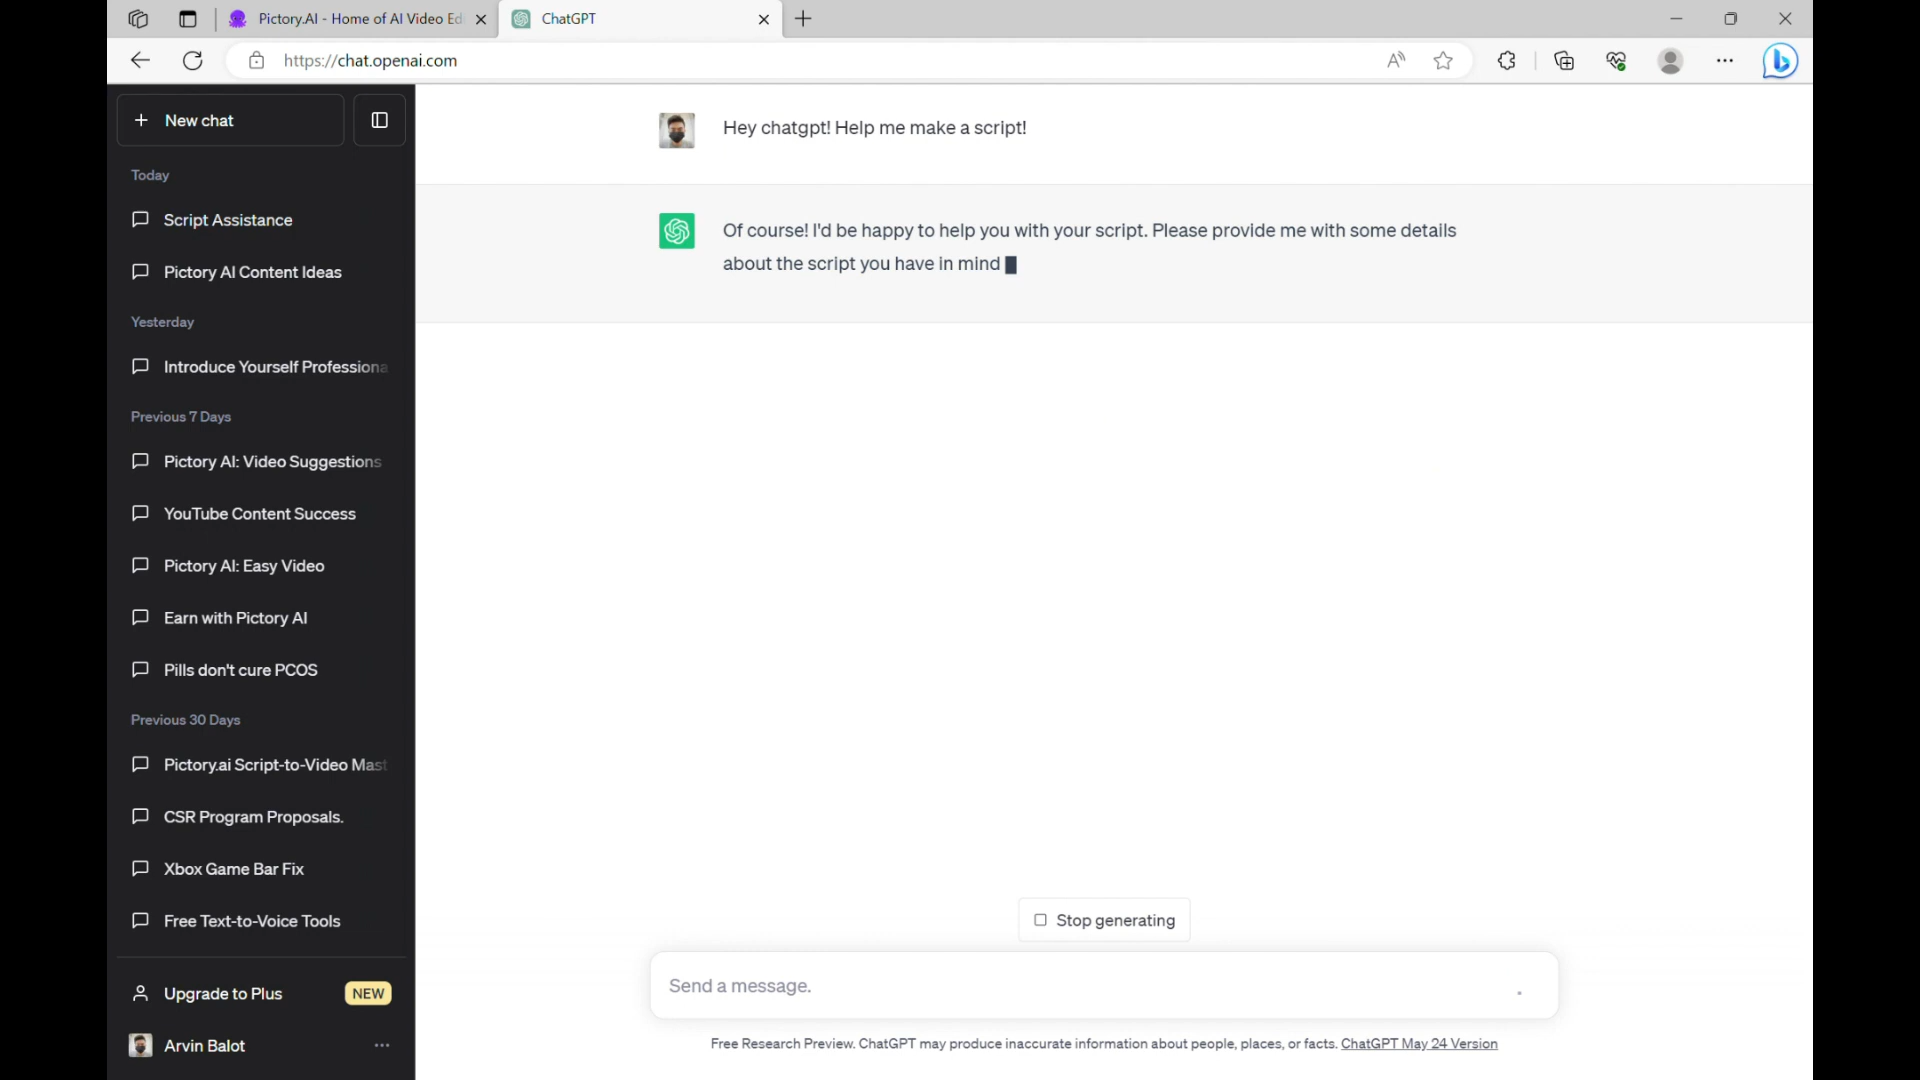 Pictory.AI - Home of AI Video Ed
ChatGPT
https://chat.openai.com
New chat
Today
Script Assistance
Pictory AI Content Ideas
Yesterday
Introduce Yourself Professiona
Previous 7 Days
Pictory AI: Video Suggestions
YouTube Content Success
Pictory AI: Easy Video
Earn with Pictory AI
Pills don't cure PCOS
Previous 30 Days
Pictory.ai Script-to-Video Mast
CSR Program Proposals.
Xbox Game Bar Fix
Free Text-to-Voice Tools
Upgrade to Plus NEW
Arvin Balot
Hey chatgpt! Help me make a script!
Of course! I'd be happy to help you with your script. Please provide me with some details
about the script you have in mind
Stop generating
Send a message.
Free Research Preview. ChatGPT may produce inaccurate information about people, places, or facts. ChatGPT May 24 Version